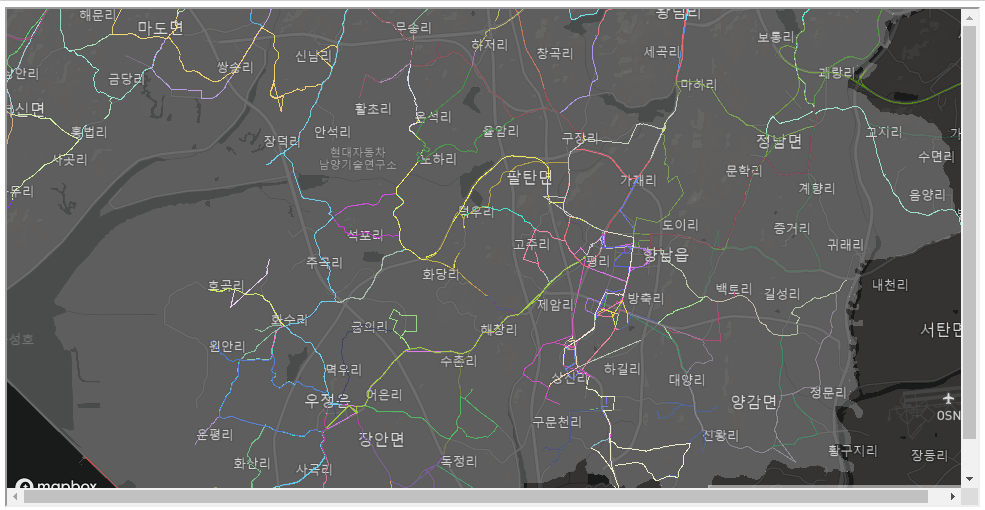 해문리
마도면
무송리
황남리
보통리
하저리
창곡리
세곡리
신남리
쌍송리
금당리
상안리
마하리
괘랑리
활초리
신면
온석리
안석리
홍법리
장덕리
율암리
구장리
정남면
고지리
현대자동차
남양기술연구소
노하리
사곳리
수면리
팔탄면
가재리
문학리
계향리
음양리
덕우리
도이리
석포리
고주리
증거리
귀래리
주곡리
평리
향남읍
화당리
호곡리
내천리
제암리
방축리
백토리
길성리
화수리
금의리
해창리
서탄면
성호
원안리
수촌리
멱우리
상신리
하길리
대양리
어은리
우정읍
정문리
양감면
OSN
구문천리
운평리
장안면
신왕리
황구지리
장등리
화산리
사곡리
독정리
mapbox